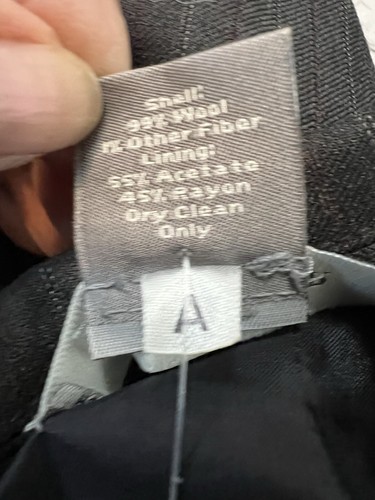 Shell:
99% Wool
1% Other Fiber
Lining:
55% Acetate
45% Rayon
Dry Clean
Only
A